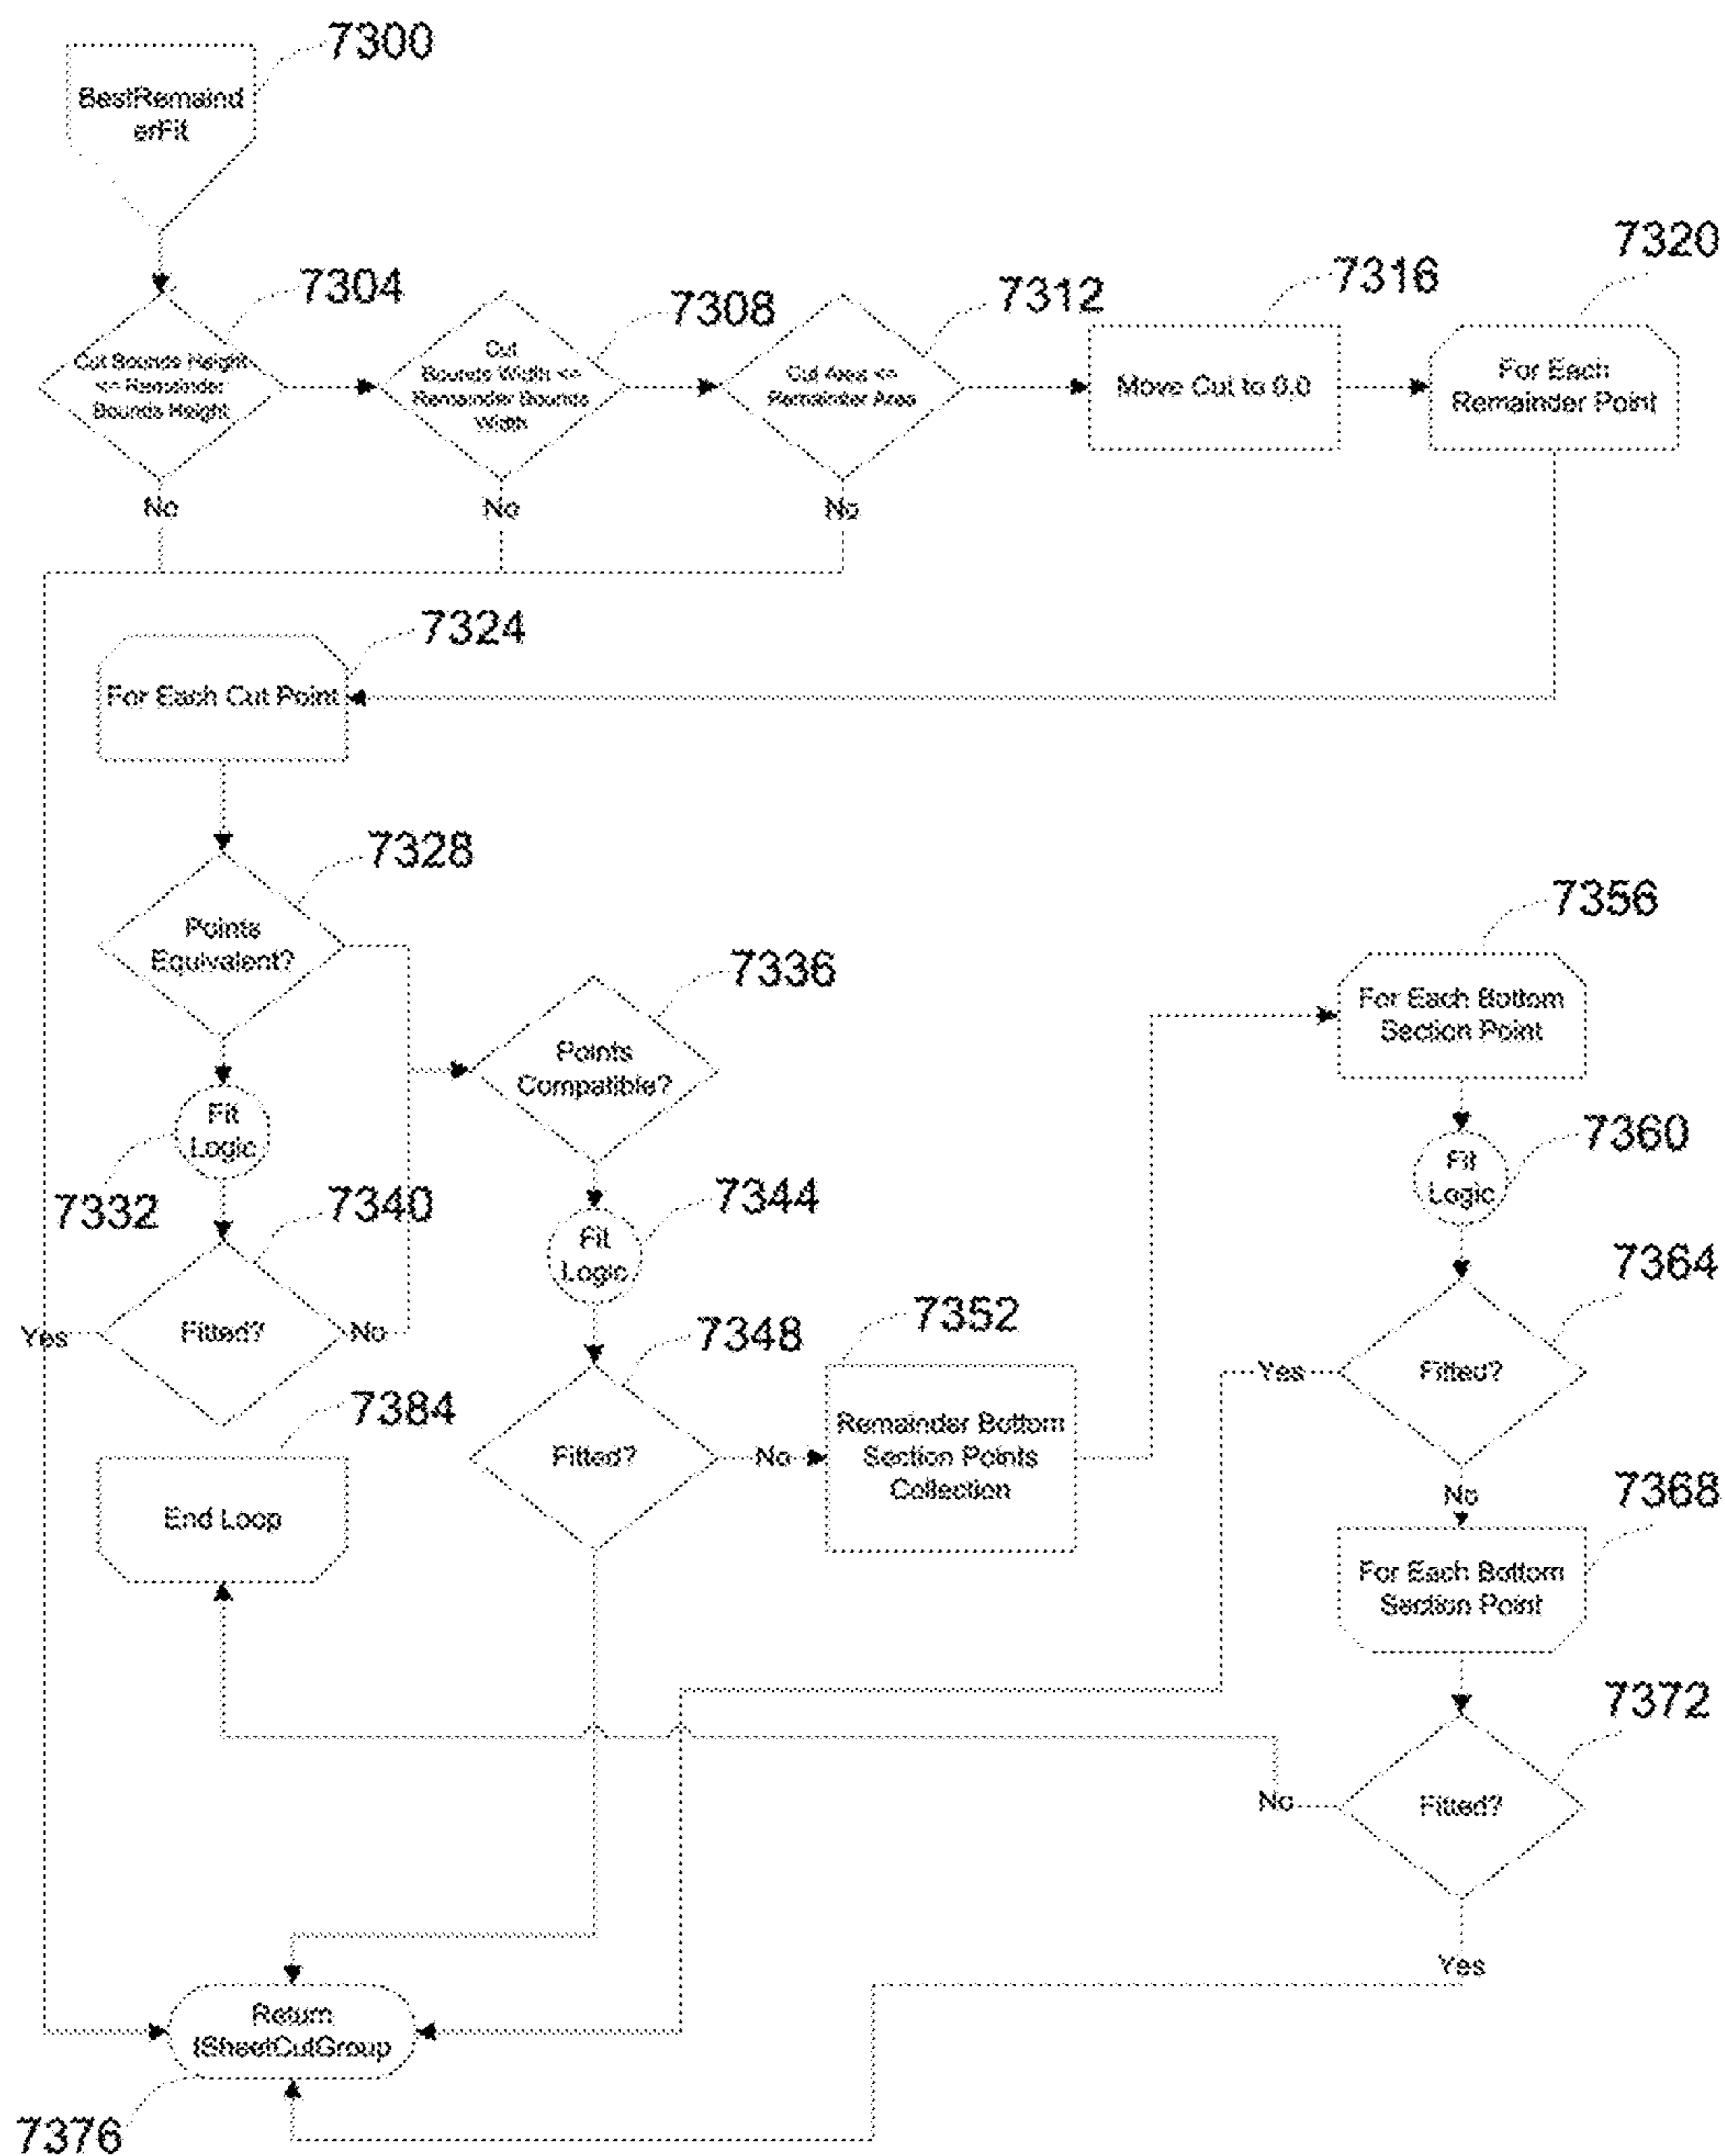 7300
BestRemaind
erFit
7304
Cut Bounds Height
<= Remainder
Bounds Height
7308
Cut
Bounds Width <=
Remainder Bounds
Width
7312
Cut Area <=
Remainder Area
7316
Move Cut to 0,0
7320
For Each
Remainder Point
No
No
No
7324
For Each Cut Point
7328
Points
Equivalent?
7336
Points
Compatible?
7356
For Each Bottom
Section Point
Fit
Logic
7332
7340
Fitted?
Yes
No
7344
Fit
Logic
7348
Fitted?
No
7352
Remainder Bottom
Section Points
Collection
7360
Fit
Logic
7364
Fitted?
Yes
No
7384
End Loop
7368
For Each Bottom
Section Point
7372
Fitted?
No
Yes
Return
ISheetCutGroup
7376